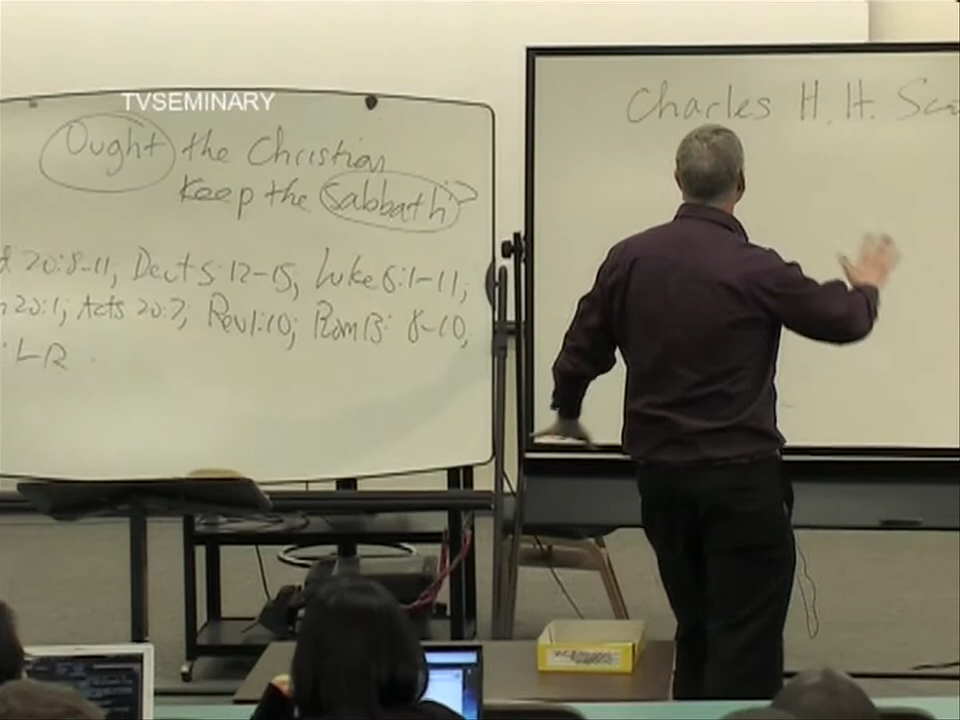 TVSEMINARY
Ought the Christian
Keep the Sabbath?
20:8-11, Deut 5:12-15, Luke 6:1-11;
20:1; Acts 20:7, Rev 1:10; Rom 13: 8-10,
Charles H. H. Sco